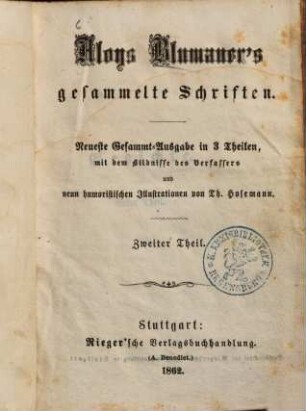 Aloys Blumauer's
gesammelte Schriften.
Neueste Gesammt-Ausgabe in 3 Theilen,
mit dem Bildnisse des Verfassers
und
neun humoristischen Illustrationen von Th. Hosemann.
Zweiter Theil.
Stuttgart:
Rieger'sche Verlagsbuchhandlung.
(A. Benedict.)
1862.